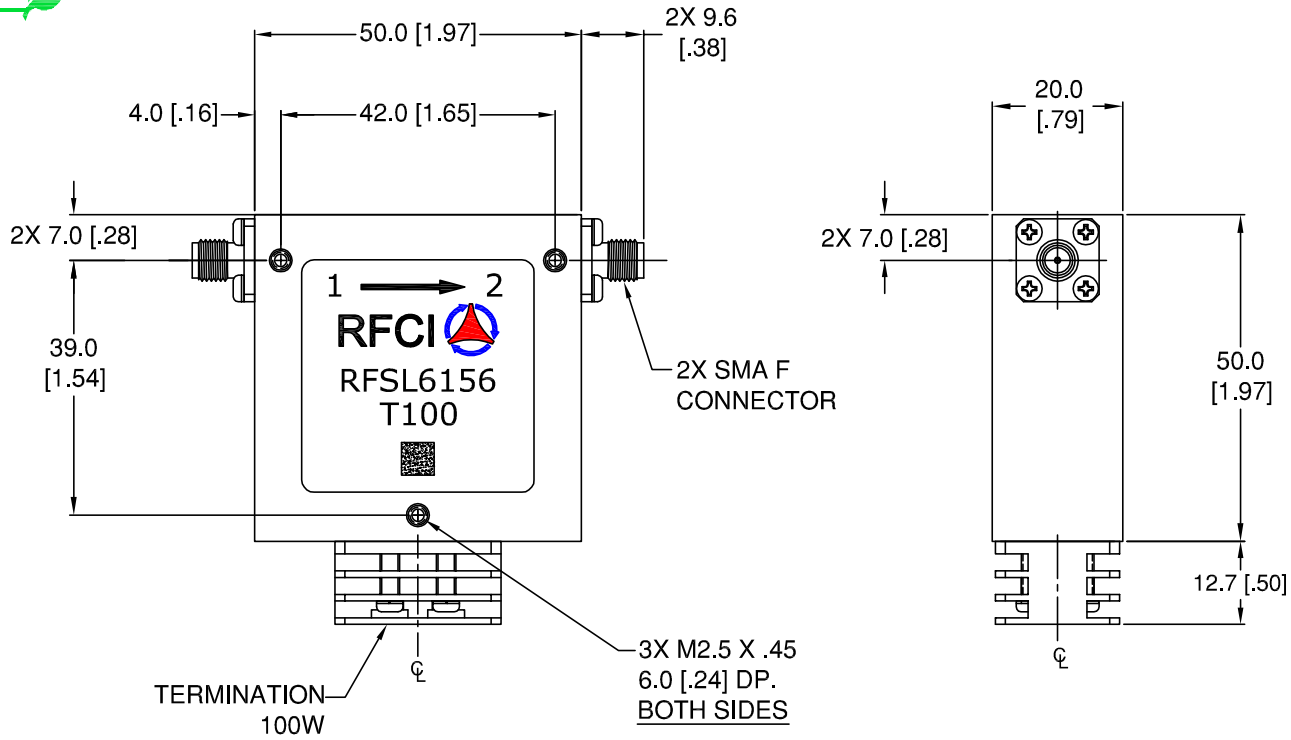 50.0 [1.97]
2X 9.6
[.38]
4.0 [.16]
42.0 [1.65]
20.0
[.79]
2X 7.0 [.28]
2X 7.0 [.28]
1 2
RFCI
RFSL6156
T100
39.0
[1.54]
2X SMA F
CONNECTOR
50.0
[1.97]
12.7 [.50]
3X M2.5 X .45
6.0 [.24] DP.
BOTH SIDES
TERMINATION
100W
℄
℄